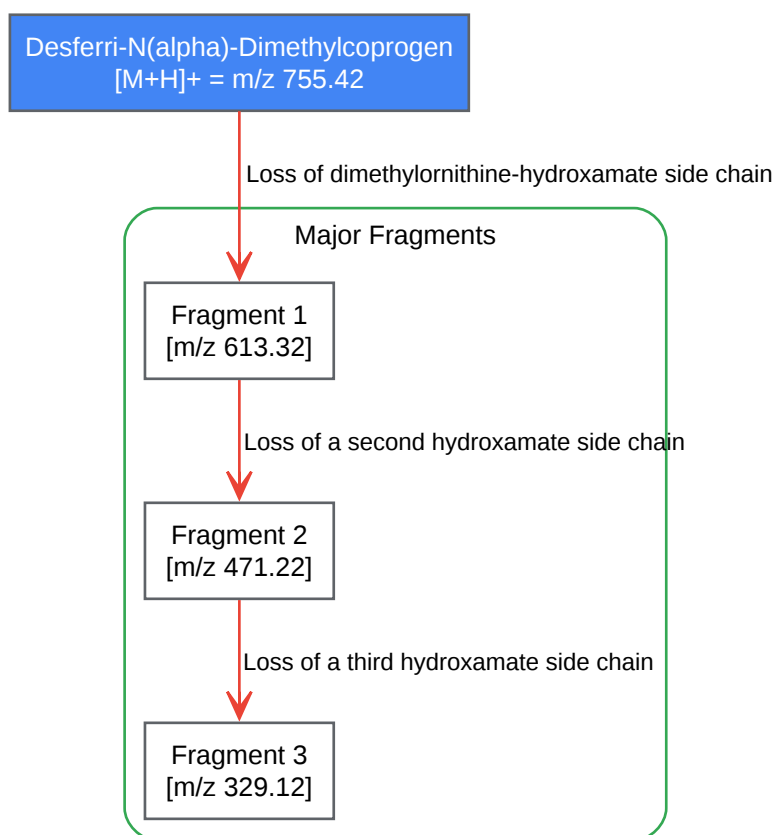 Desferri-N(alpha)-Dimethylcoprogen
[M+H]+ = m/z 755.42
Loss of dimethylornithine-hydroxamate side chain
Major Fragments
Fragment 1
[m/z 613.32]
Loss of a second hydroxamate side chain
Fragment 2
[m/z 471.22]
Loss of a third hydroxamate side chain
Fragment 3
[m/z 329.12]